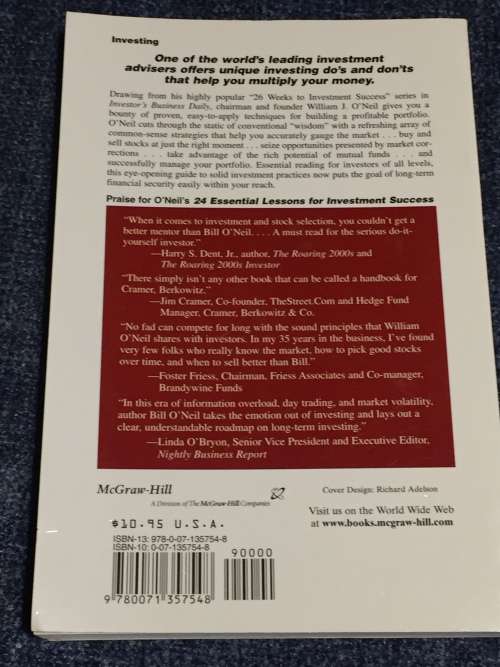 Investing
One of the world's leading investment
advisers offers unique investing do's and don'ts
that help you multiply your money.
Drawing from his highly popular "26 Weeks to Investment Success" series in
Investor's Business Daily, chairman and founder William J. O'Neil gives you a
bounty of proven, easy-to-apply techniques for building a profitable portfolio.
O'Neil cuts through the static of conventional "wisdom" with a refreshing array of
common-sense strategies that help you accurately gauge the market . . . buy and
sell stocks at just the right moment . . . seize opportunities presented by market cor-
rections . . . take advantage of the rich potential of mutual funds . . . and
successfully manage your portfolio. Essential reading for investors of all levels,
this eye-opening guide to solid investment practices now puts the goal of long-term
financial security easily within your reach.
Praise for O'Neil's 24 Essential Lessons for Investment Success
"When it comes to investment and stock selection, you couldn't get a
better mentor than Bill O'Neil. . . . A must read for the serious do-it-
yourself investor."
—Harry S. Dent, Jr., author, The Roaring 2000s and
The Roaring 2000s Investor
"There simply isn't any other book that can be called a handbook for
Cramer, Berkowitz."
—Jim Cramer, Co-founder, TheStreet.Com and Hedge Fund
Manager, Cramer, Berkowitz & Co.
"No fad can compete for long with the sound principles that William
O'Neil shares with investors. In my 35 years in the business, I've found
very few folks who really know the market, how to pick good stocks
over time, and when to sell better than Bill."
—Foster Friess, Chairman, Friess Associates and Co-manager,
Brandywine Funds
"In this era of information overload, day trading, and market volatility,
author Bill O'Neil takes the emotion out of investing and lays out a
clear, understandable roadmap on long-term investing."
—Linda O'Bryon, Senior Vice President and Executive Editor,
Nightly Business Report
McGraw-Hill
A Division of The McGraw-Hill Companies
Cover Design: Richard Adelson
Visit us on the World Wide Web
at www.books.mcgraw-hill.com
$10.95 U.S.A.
ISBN-13: 978-0-07-135754-8
ISBN-10: 0-07-135754-8
90000
9 780071 357548